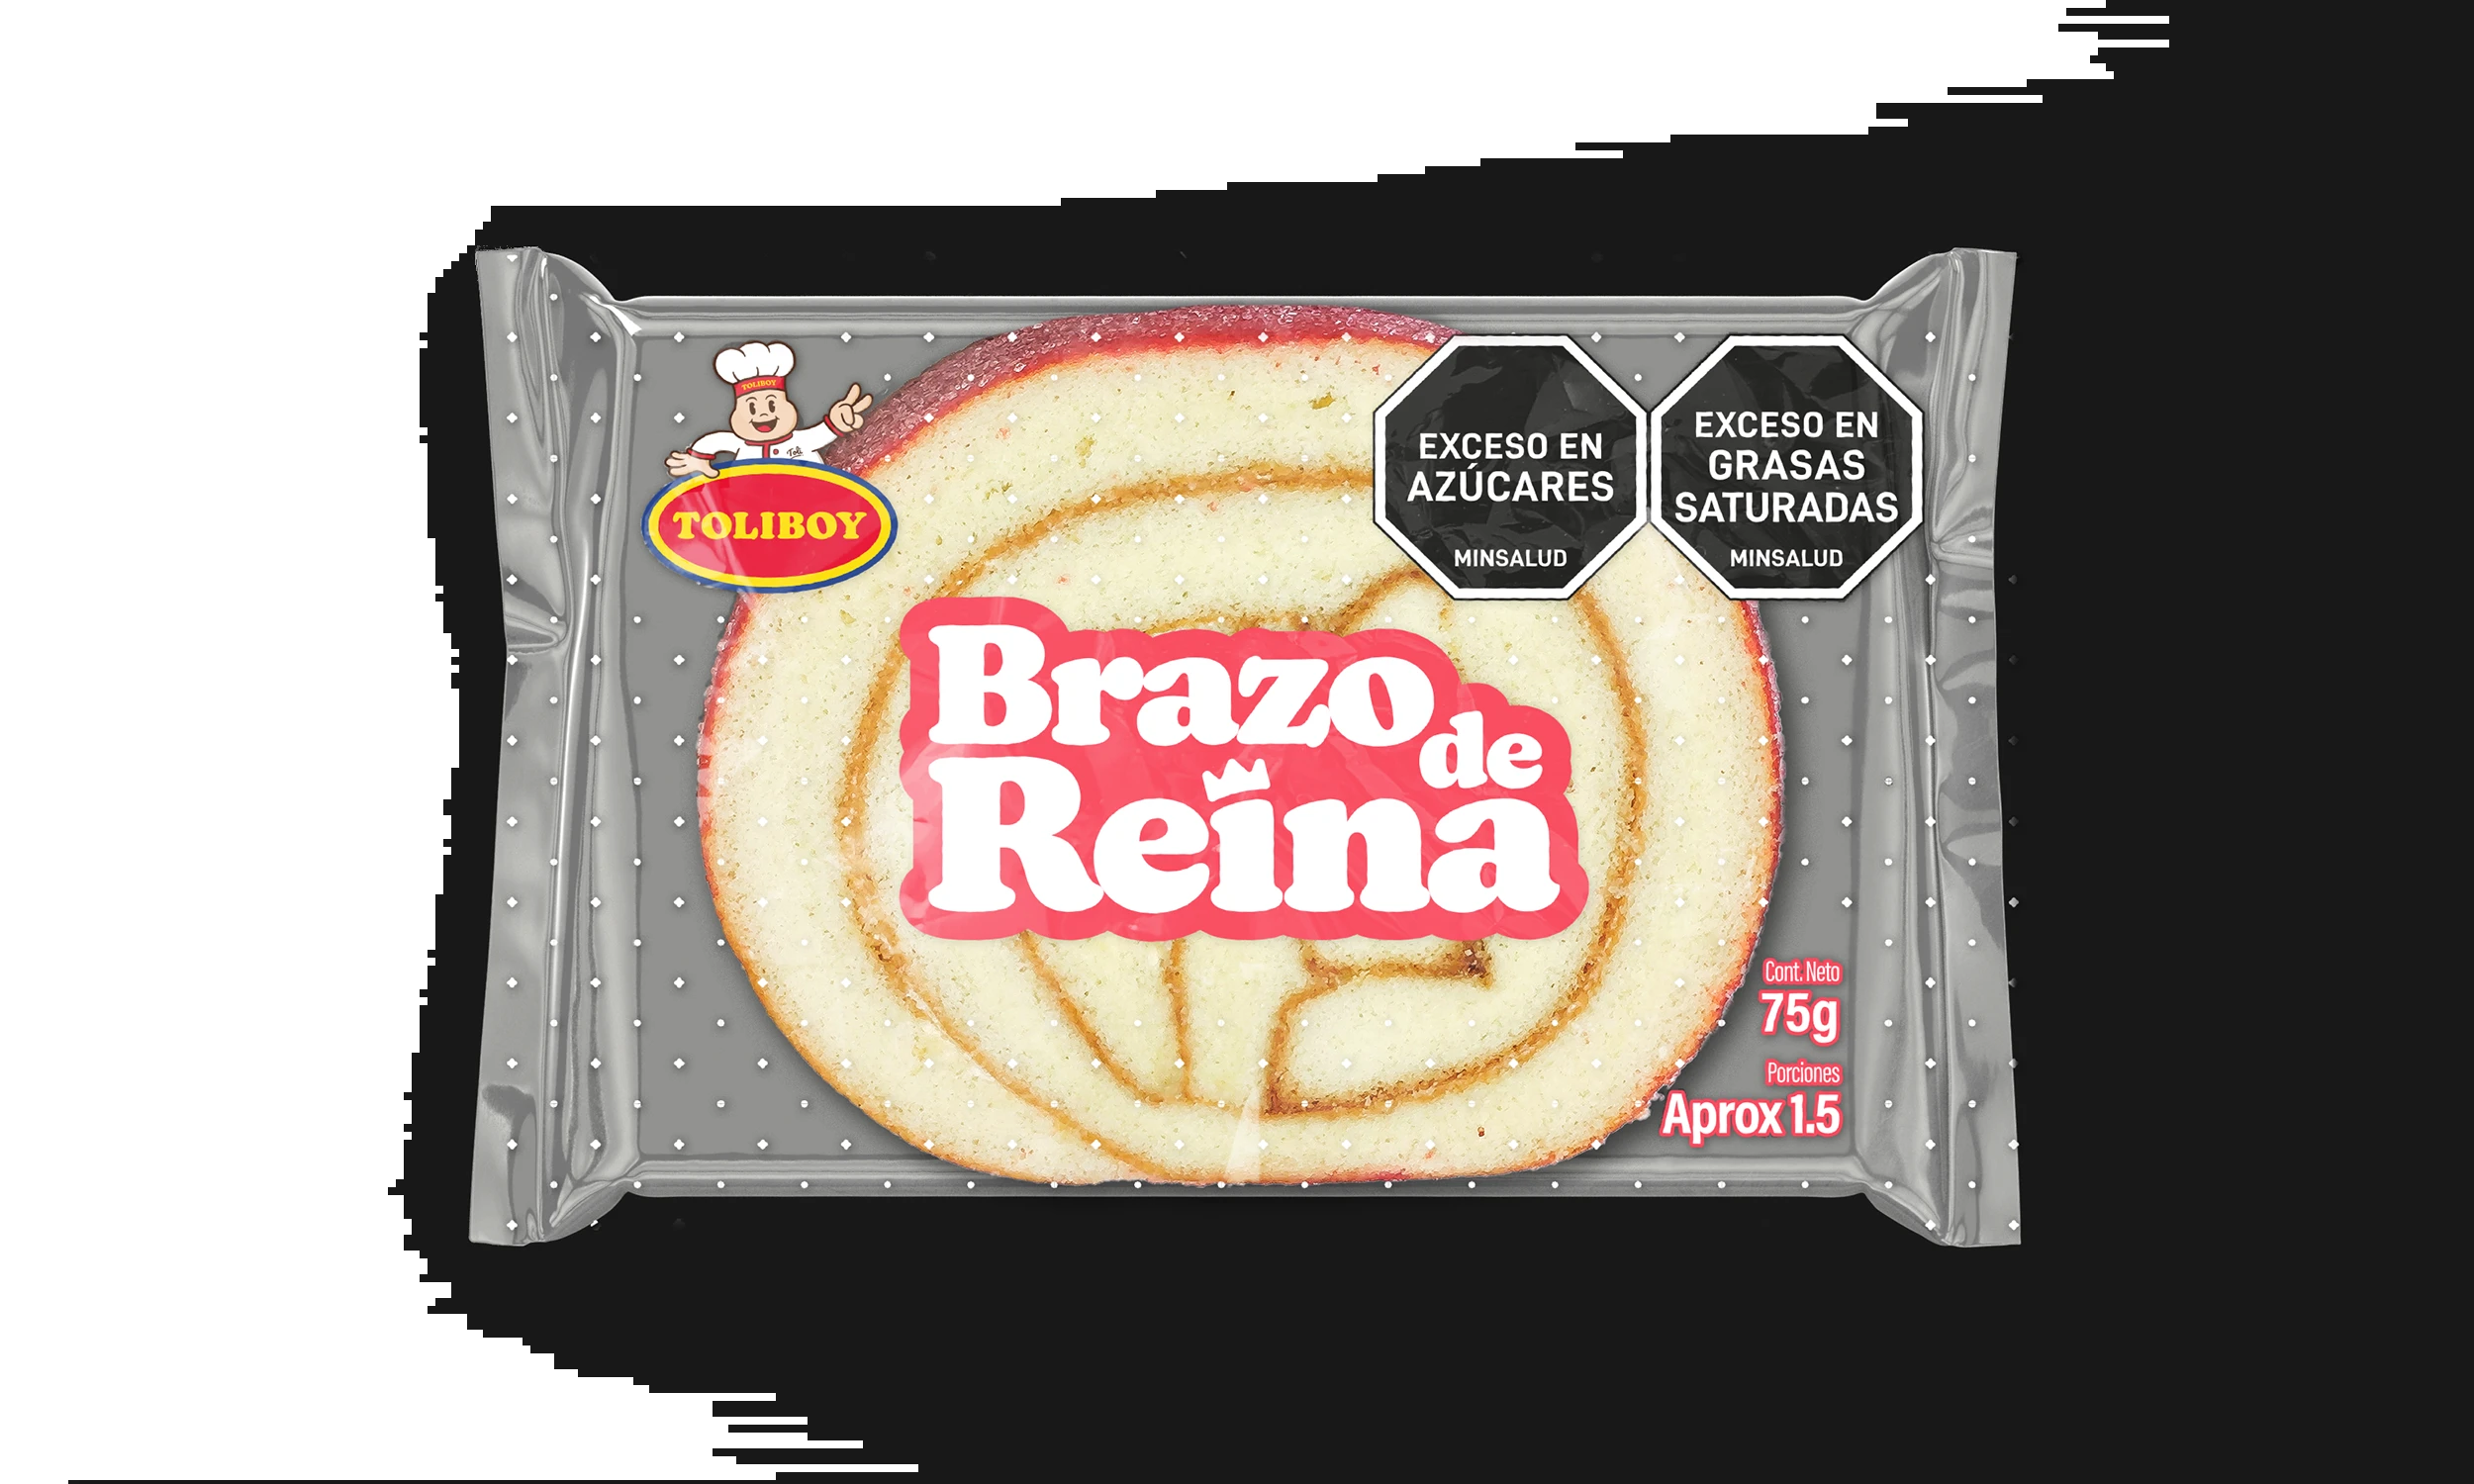 TOLIBOY
Toli
TOLIBOY
EXCESO EN
AZÚCARES
MINSALUD
EXCESO EN
GRASAS
SATURADAS
MINSALUD
Brazo
de
Reina
Cont. Neto
75g
Porciones
Aprox 1.5